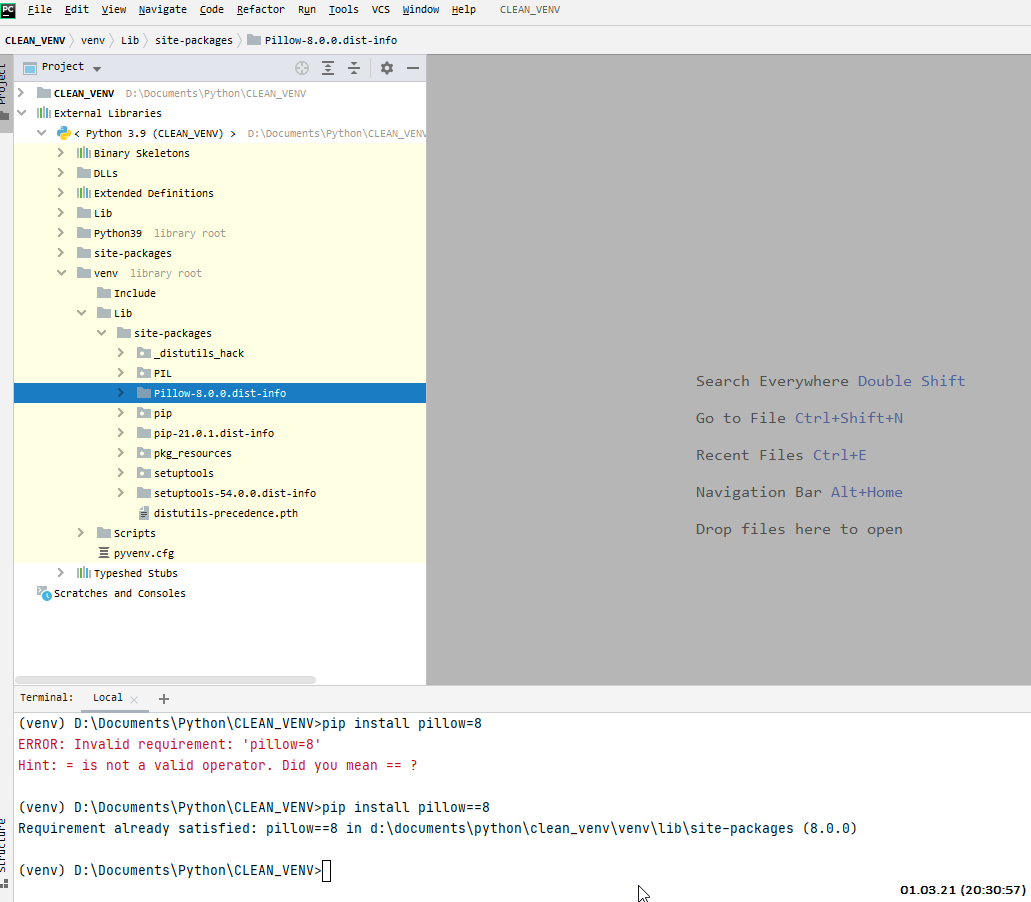 PC File Edit View Navigate Code Refactor Run Tools VCS Window Help CLEAN_VENV
CLEAN_VENV venv Lib site-packages Pillow-8.0.0.dist-info
Project
Project
CLEAN_VENV D:\Documents\Python\CLEAN_VENV
External Libraries
< Python 3.9 (CLEAN_VENV) > D:\Documents\Python\CLEAN_VENV
Binary Skeletons
DLLs
Extended Definitions
Lib
Python39 library root
site-packages
venv library root
Include
Lib
site-packages
_distutils_hack
PIL
Pillow-8.0.0.dist-info
pip
pip-21.0.1.dist-info
pkg_resources
setuptools
setuptools-54.0.0.dist-info
distutils-precedence.pth
Scripts
pyvenv.cfg
Typeshed Stubs
Scratches and Consoles
Search Everywhere Double Shift
Go to File Ctrl+Shift+N
Recent Files Ctrl+E
Navigation Bar Alt+Home
Drop files here to open
Structure
Terminal: Local
(venv) D:\Documents\Python\CLEAN_VENV>pip install pillow=8
ERROR: Invalid requirement: 'pillow=8'
Hint: = is not a valid operator. Did you mean == ?
(venv) D:\Documents\Python\CLEAN_VENV>pip install pillow==8
Requirement already satisfied: pillow==8 in d:\documents\python\clean_venv\venv\lib\site-packages (8.0.0)
(venv) D:\Documents\Python\CLEAN_VENV>
01.03.21 (20:30:57)